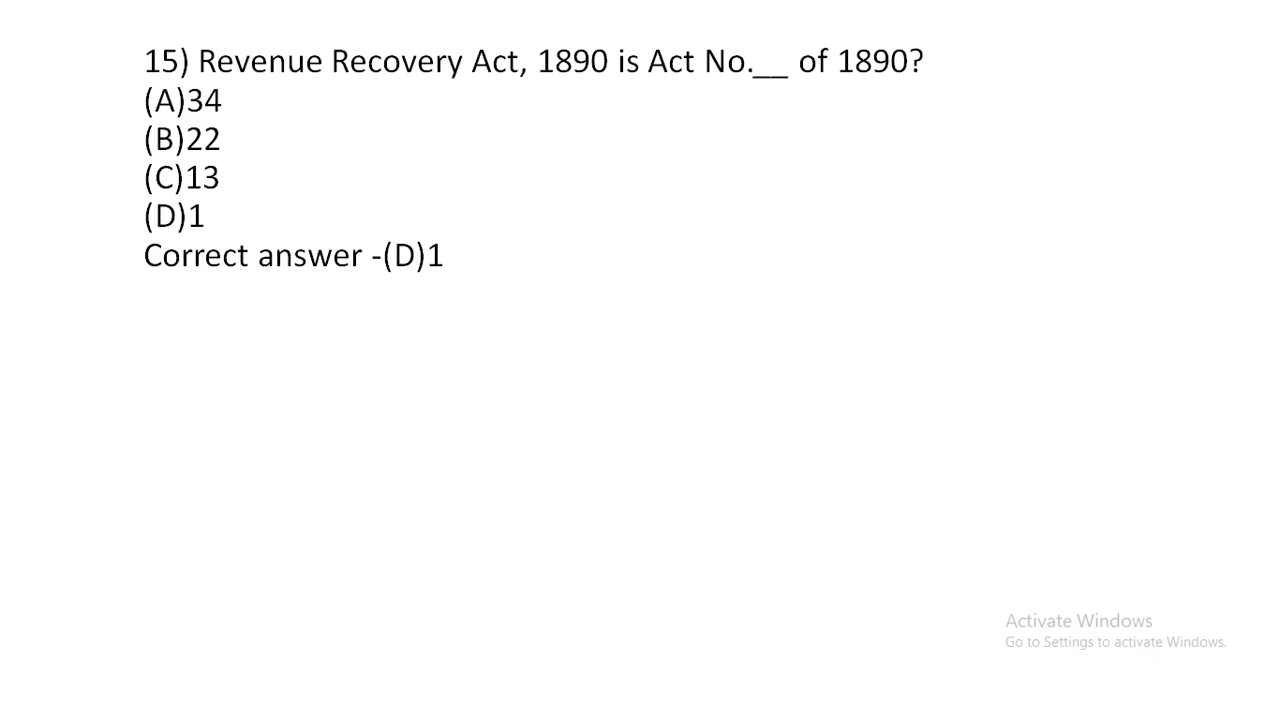 15) Revenue Recovery Act, 1890 is Act No.__ of 1890?
(A)34
(B)22
(C)13
(D)1
Correct answer -(D)1
Activate Windows
Go to Settings to activate Windows.